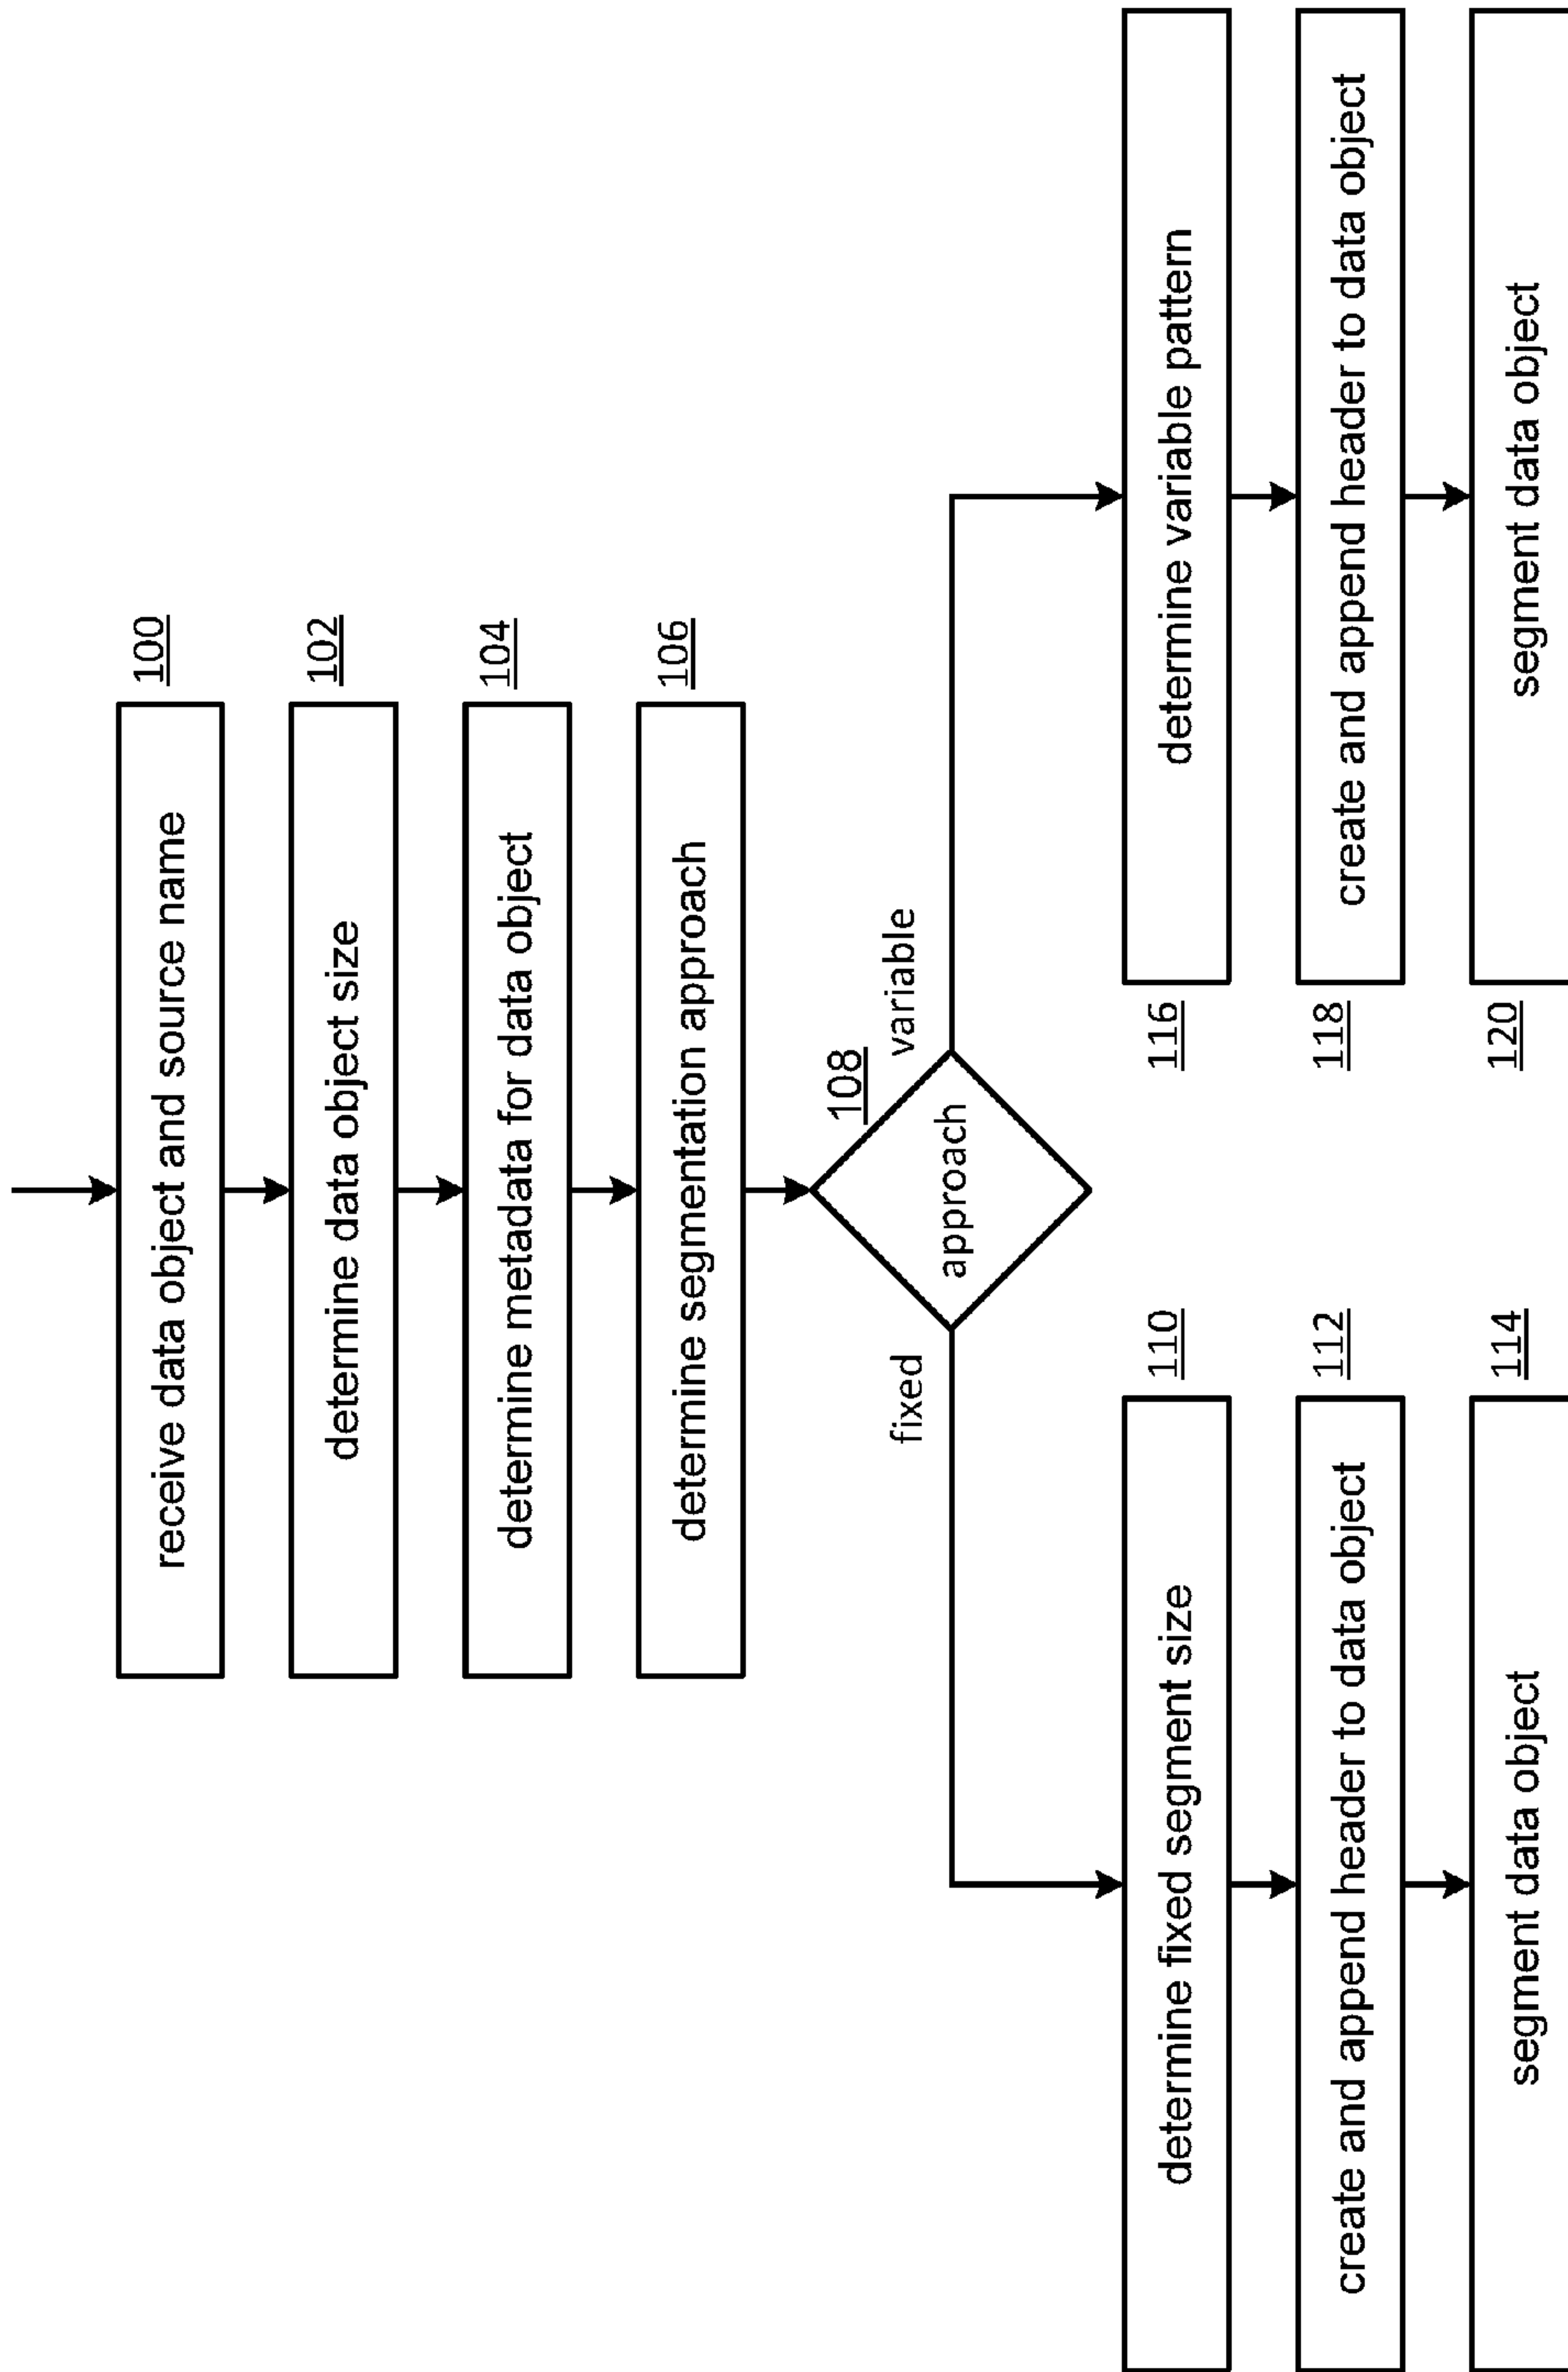 receive data object and source name
100
determine data object size
102
determine metadata for data object
104
determine segmentation approach
106
108
approach
fixed
variable
determine fixed segment size
110
create and append header to data object
112
segment data object
114
116
determine variable pattern
118
create and append header to data object
120
segment data object